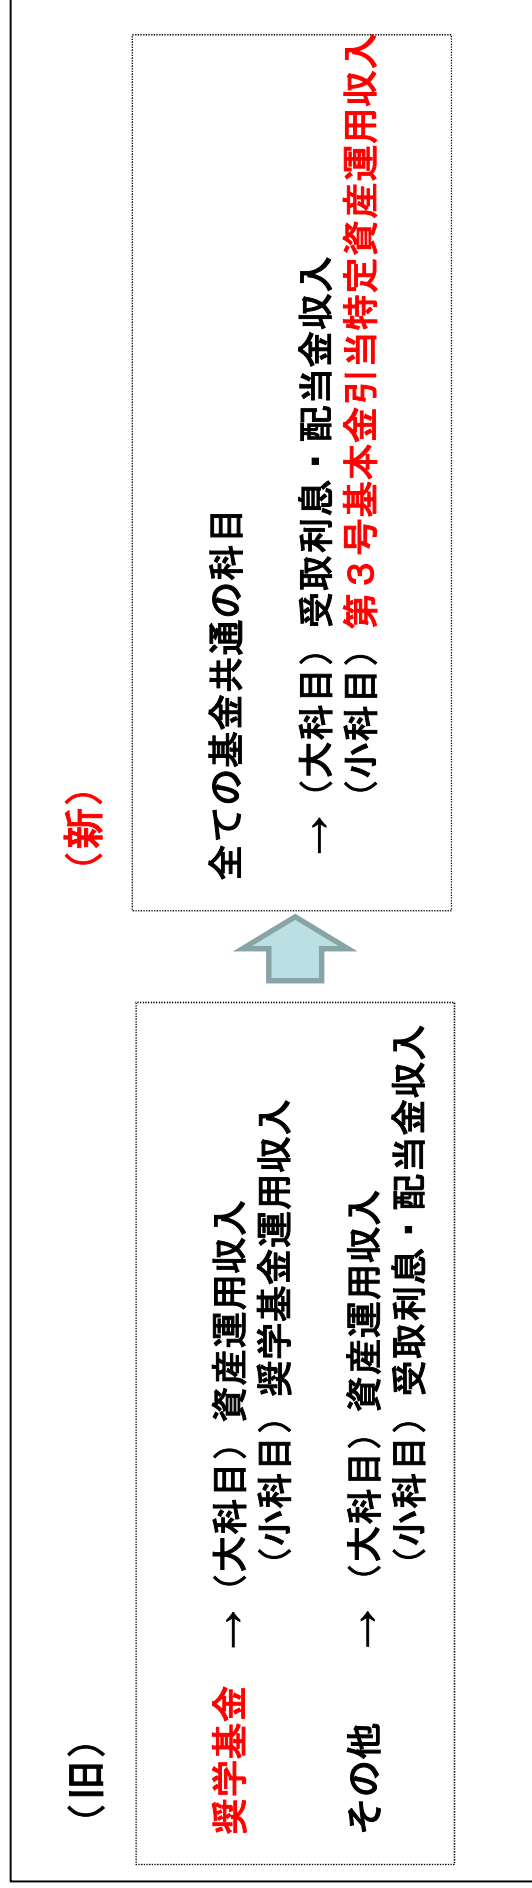 （旧）
奨学基金　→（大科目）資産運用収入
（小科目）奨学基金運用収入
その他　→（大科目）資産運用収入
（小科目）受取利息・配当金収入
（新）
全ての基金共通の科目
→（大科目）受取利息・配当金収入
（小科目）第３号基本金引当特定資産運用収入